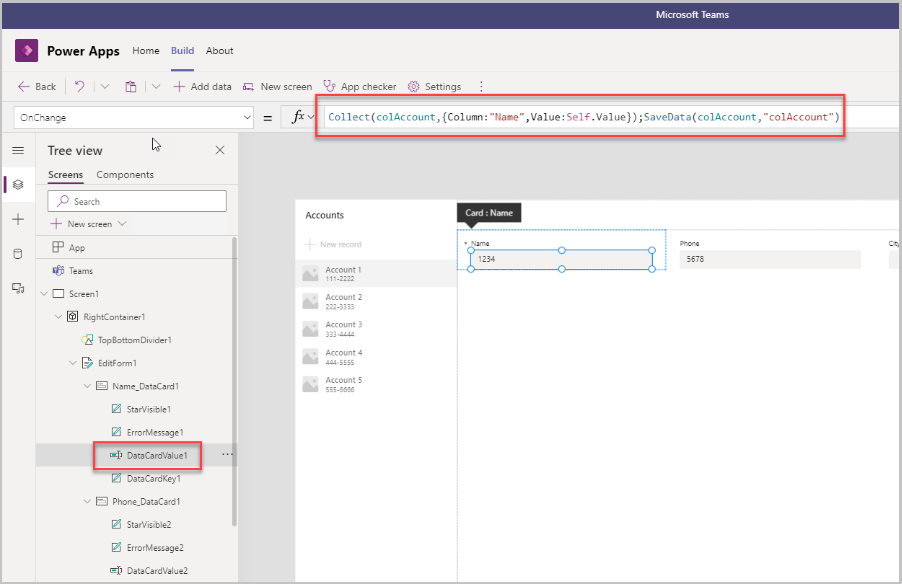 Microsoft Teams
Power Apps Home Build About
Back Add data New screen App checker Settings
OnChange = fx Collect(colAccount,{Column:"Name",Value:Self.Value});SaveData(colAccount,"colAccount")
Tree view
Screens Components
Search
New screen
App
Teams
Screen1
RightContainer1
TopBottomDivider1
EditForm1
Name_DataCard1
StarVisible1
ErrorMessage1
DataCardValue1 ...
DataCardKey1
Phone_DataCard1
StarVisible2
ErrorMessage2
DataCardValue2
Accounts
New record
Account 1
111-2222
Account 2
222-3333
Account 3
333-4444
Account 4
444-5555
Account 5
555-6666
Card : Name
* Name
1234
Phone
5678